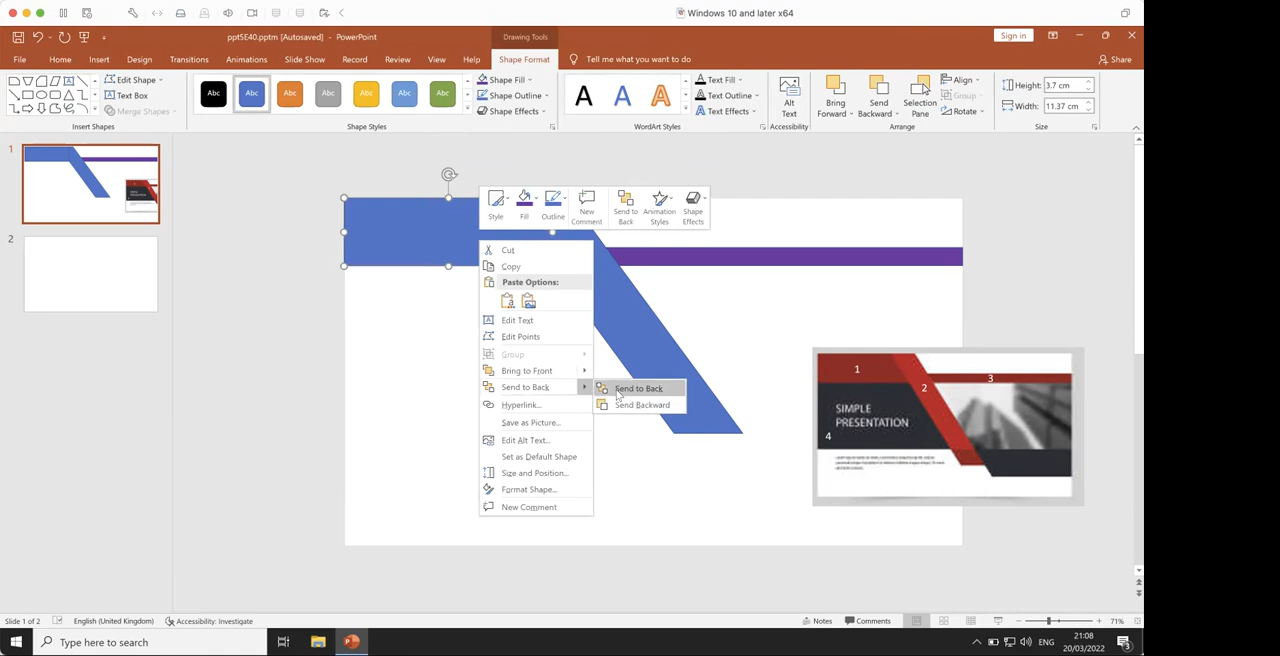 Windows 10 and later x64
ppt5E40.pptm [Autosaved] - PowerPoint
Drawing Tools
Sign in
File Home Insert Design Transitions Animations Slide Show Record Review View Help Shape Format Tell me what you want to do Share
Edit Shape
Text Box
Merge Shapes
Insert Shapes
Abc Abc Abc Abc Abc Abc Abc
Shape Fill
Shape Outline
Shape Effects
Shape Styles
A A A
Text Fill
Text Outline
Text Effects
WordArt Styles
Alt
Text
Accessibility
Bring
Forward
Send
Backward
Selection
Pane
Align
Group
Rotate
Arrange
Height: 3.7 cm
Width: 11.37 cm
Size
1
2
Style
Fill
Outline
New
Comment
Send to
Back
Animation
Styles
Shape
Effects
Cut
Copy
Paste Options:
Edit Text
Edit Points
Group
Bring to Front
Send to Back
Hyperlink...
Save as Picture...
Edit Alt Text...
Set as Default Shape
Size and Position...
Format Shape...
New Comment
Send to Back
Send Backward
1
2
3
SIMPLE
PRESENTATION
4
Slide 1 of 2 English (United Kingdom) Accessibility: Investigate Notes Comments 71%
Type here to search
ENG
21:08
20/03/2022
3